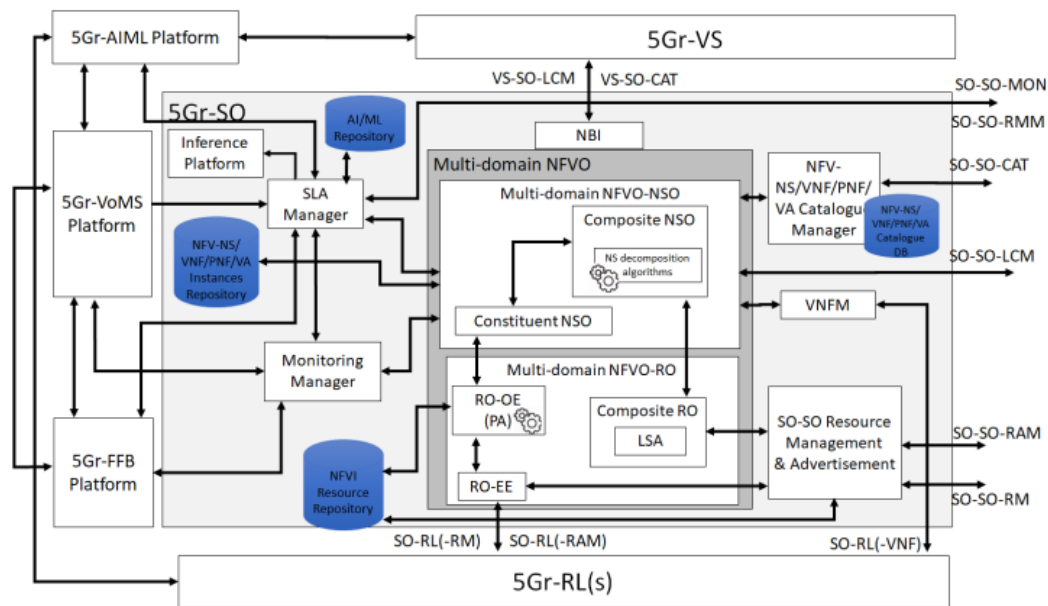 5Gr-AIML Platform
5Gr-VS
VS-SO-LCM
VS-SO-CAT
SO-SO-MON
5Gr-SO
AI/ML
Repository
NBI
SO-SO-RMM
Inference
Platform
Multi-domain NFVO
NFV-
NS/VNF/PNF/
VA Catalogue
Manager
SO-SO-CAT
SLA
Manager
Multi-domain NFVO-NSO
5Gr-VoMS
Platform
Composite NSO
NFV-NS/
VNF/PNF/VA
Catalogue
DB
NFV-NS/
VNF/PNF/VA
Instances
Repository
NS decomposition
algorithms
SO-SO-LCM
Constituent NSO
VNFM
Monitoring
Manager
Multi-domain NFVO-RO
RO-OE
(PA)
Composite RO
LSA
SO-SO Resource
Management
& Advertisement
SO-SO-RAM
5Gr-FFB
Platform
NFVI
Resource
Repository
RO-EE
SO-SO-RM
SO-RL(-RM)
SO-RL(-RAM)
SO-RL(-VNF)
5Gr-RL(s)